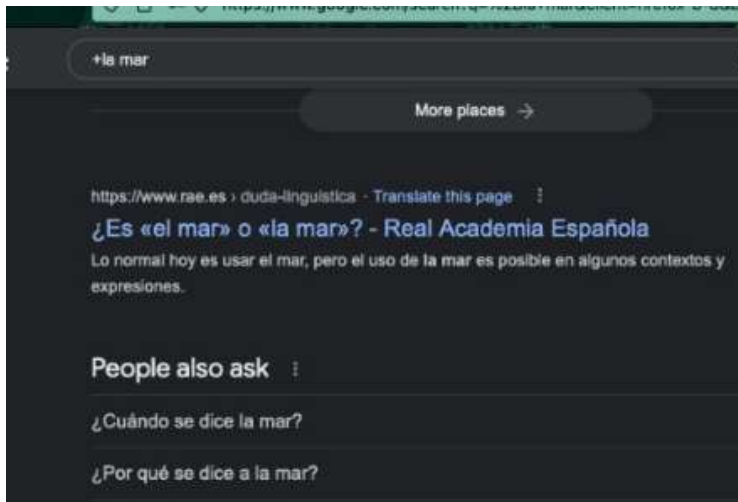 +la mar
More places →
https://www.rae.es › duda-linguistica · Translate this page
¿Es «el mar» o «la mar»? - Real Academia Española
Lo normal hoy es usar el mar, pero el uso de la mar es posible en algunos contextos y
expresiones.
People also ask
¿Cuándo se dice la mar?
¿Por qué se dice a la mar?